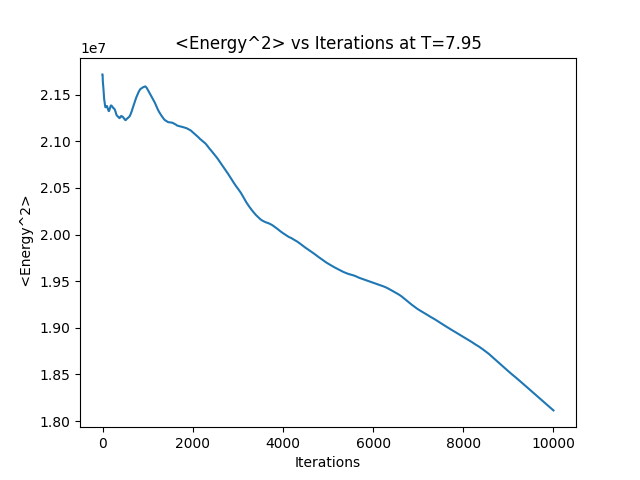 <Energy^2> vs Iterations at T=7.95
1e7
2.15
2.10
2.05
2.00
1.95
1.90
1.85
1.80
<Energy^2>
0 2000 4000 6000 8000 10000
Iterations